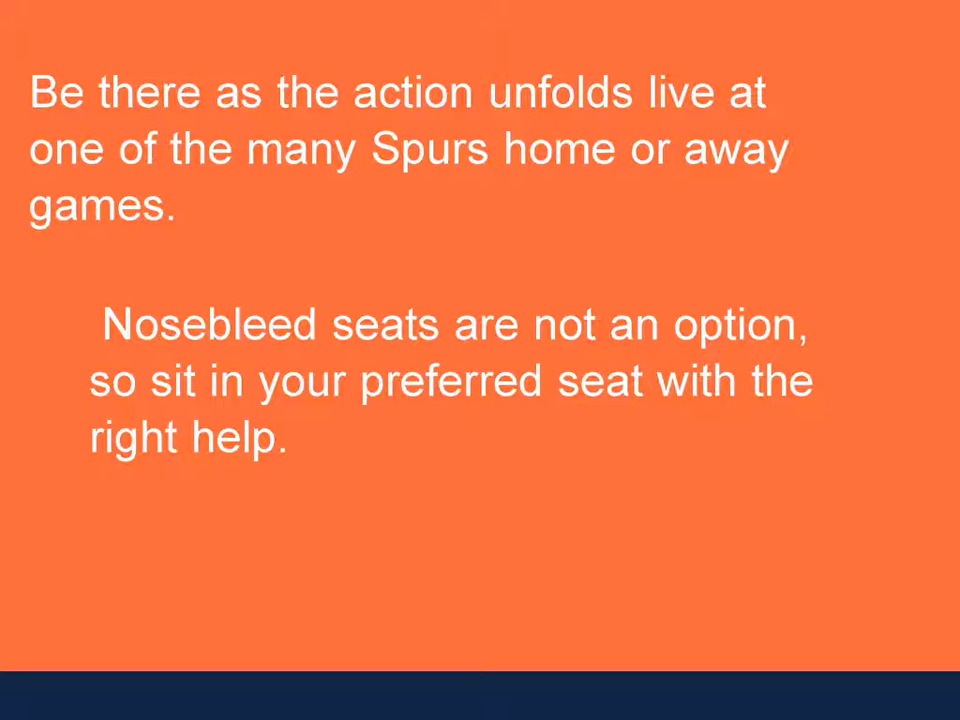 Be there as the action unfolds live at
one of the many Spurs home or away
games.
Nosebleed seats are not an option,
so sit in your preferred seat with the
right help.